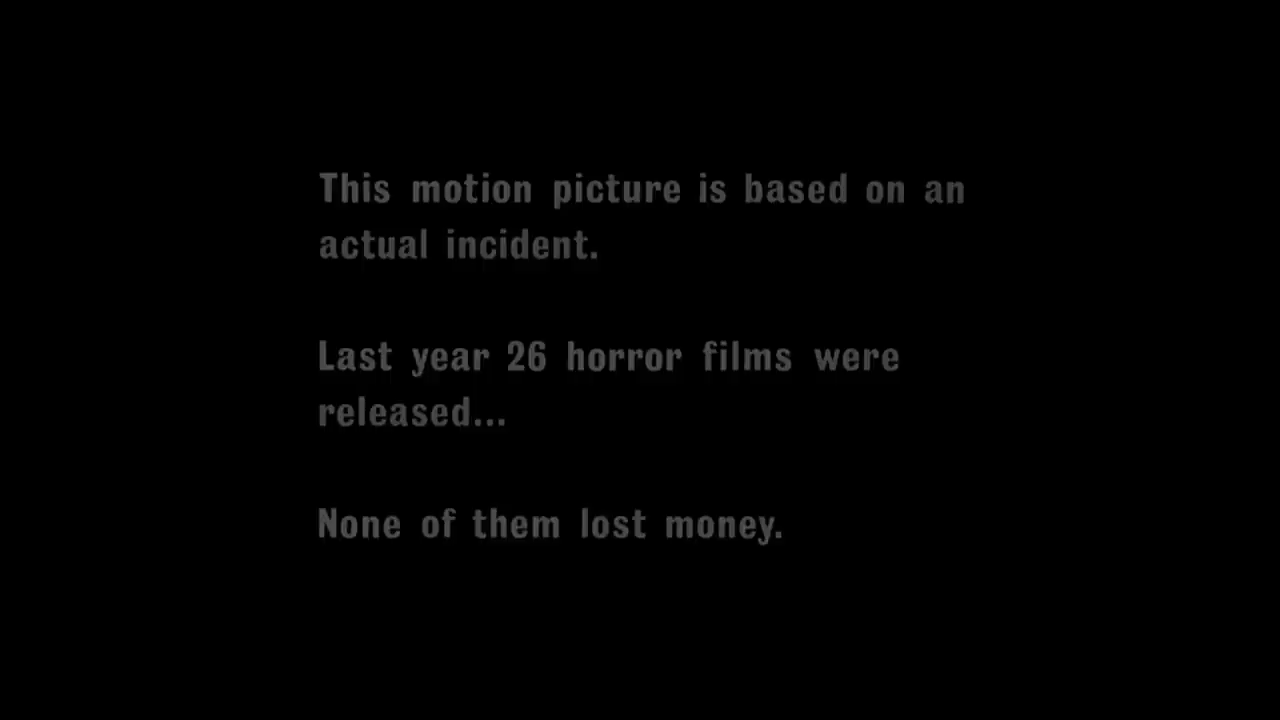 This motion picture is based on an
actual incident.
Last year 26 horror films were
released...
None of them lost money.